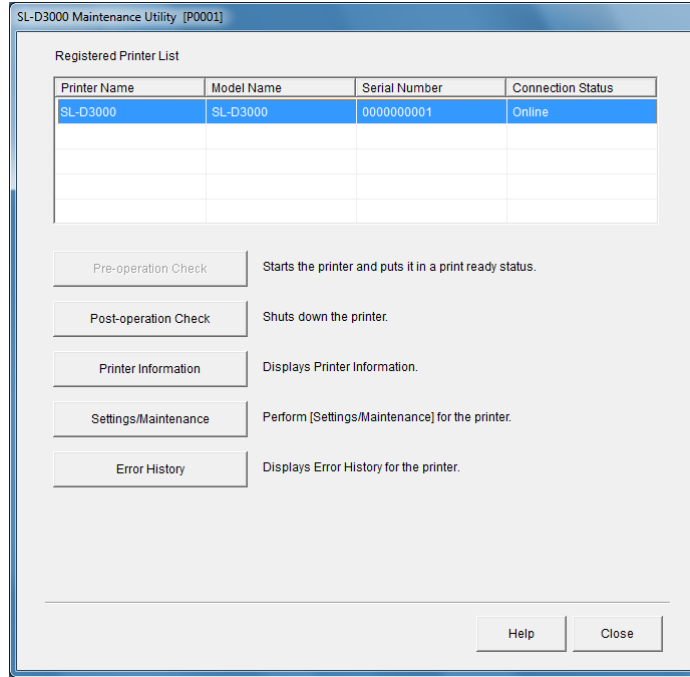 SL-D3000 Maintenance Utility [P0001]
Registered Printer List
Printer Name Model Name Serial Number Connection Status
SL-D3000 SL-D3000 0000000001 Online
Pre-operation Check Starts the printer and puts it in a print ready status.
Post-operation Check Shuts down the printer.
Printer Information Displays Printer Information.
Settings/Maintenance Perform [Settings/Maintenance] for the printer.
Error History Displays Error History for the printer.
Help Close